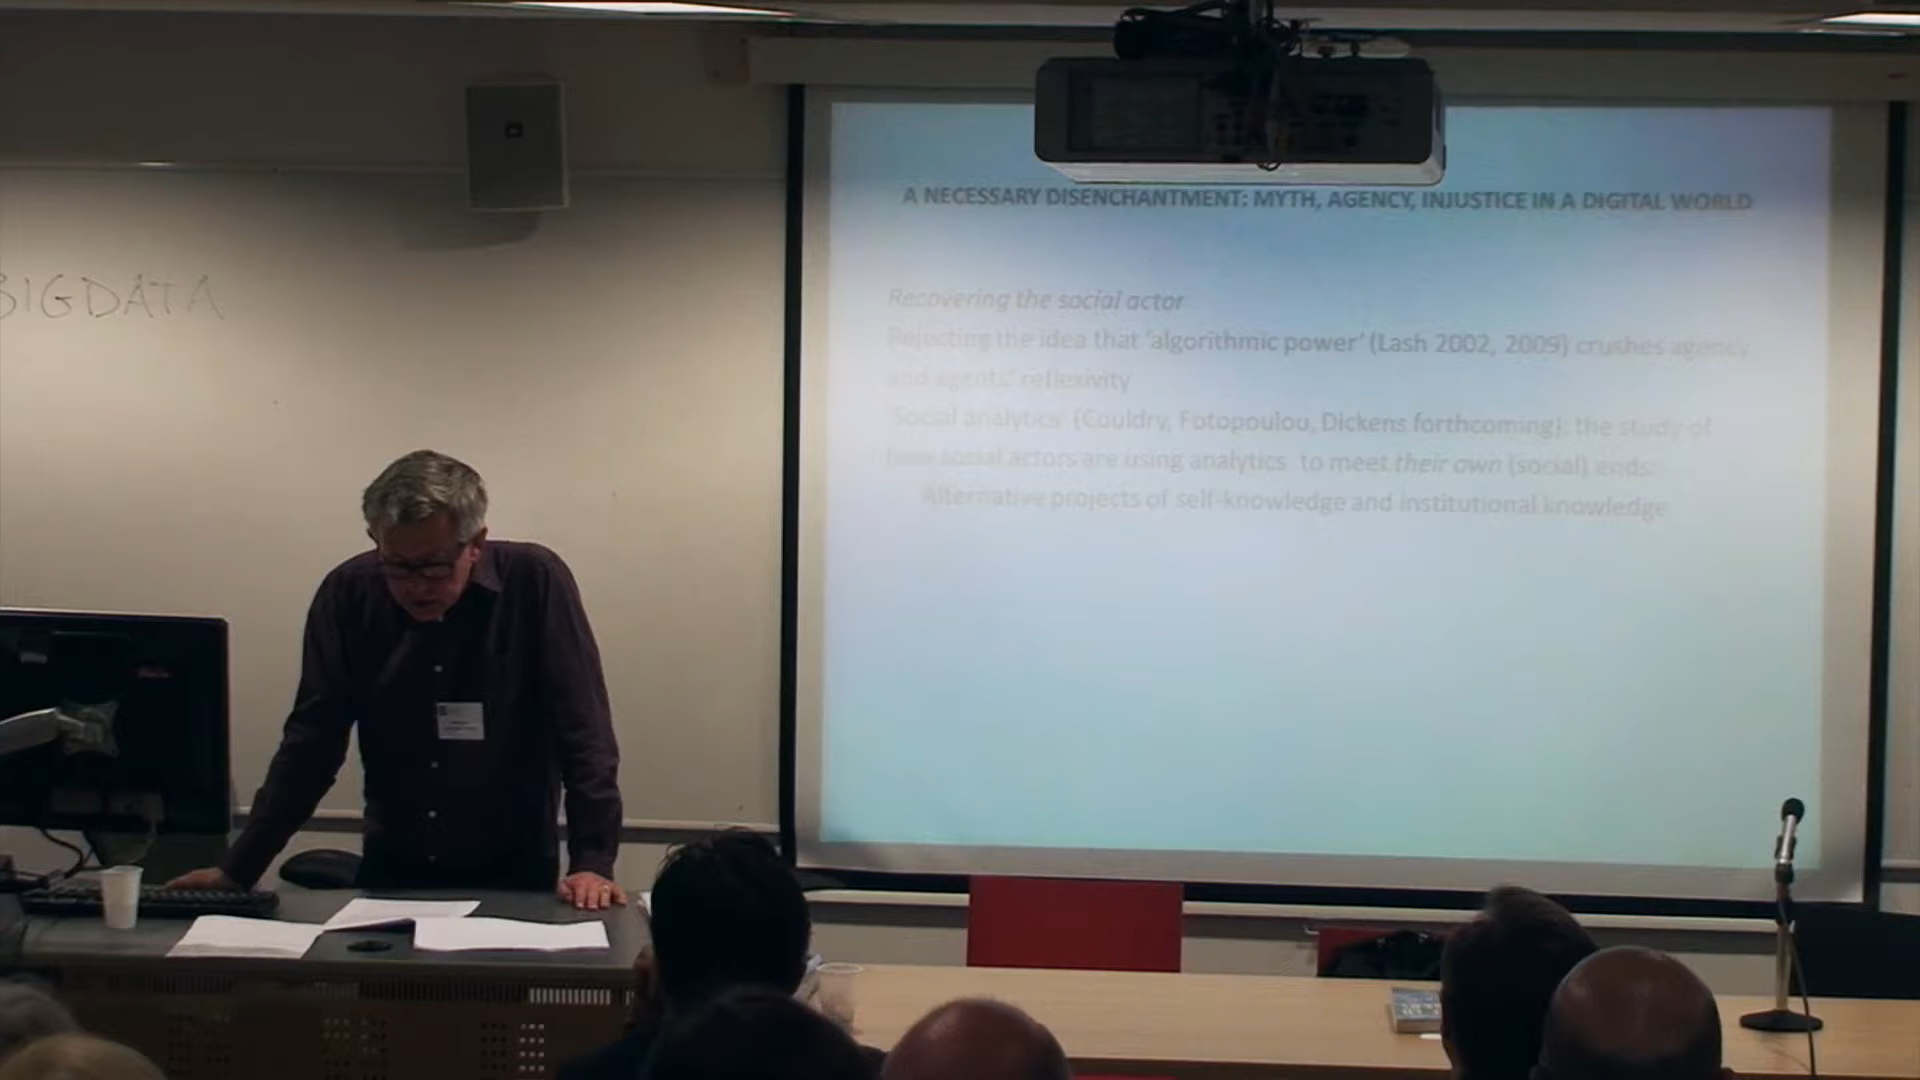 BIGDATA
A NECESSARY DISENCHANTMENT: MYTH, AGENCY, INJUSTICE IN A DIGITAL WORLD
Recovering the social actor
Rejecting the idea that 'algorithmic power' (Lash 2002, 2009) crushes agency
and agents' reflexivity
'Social analytics' (Couldry, Fotopoulou, Dickens forthcoming): the study of
how social actors are using analytics to meet their own (social) ends:
Alternative projects of self-knowledge and institutional knowledge